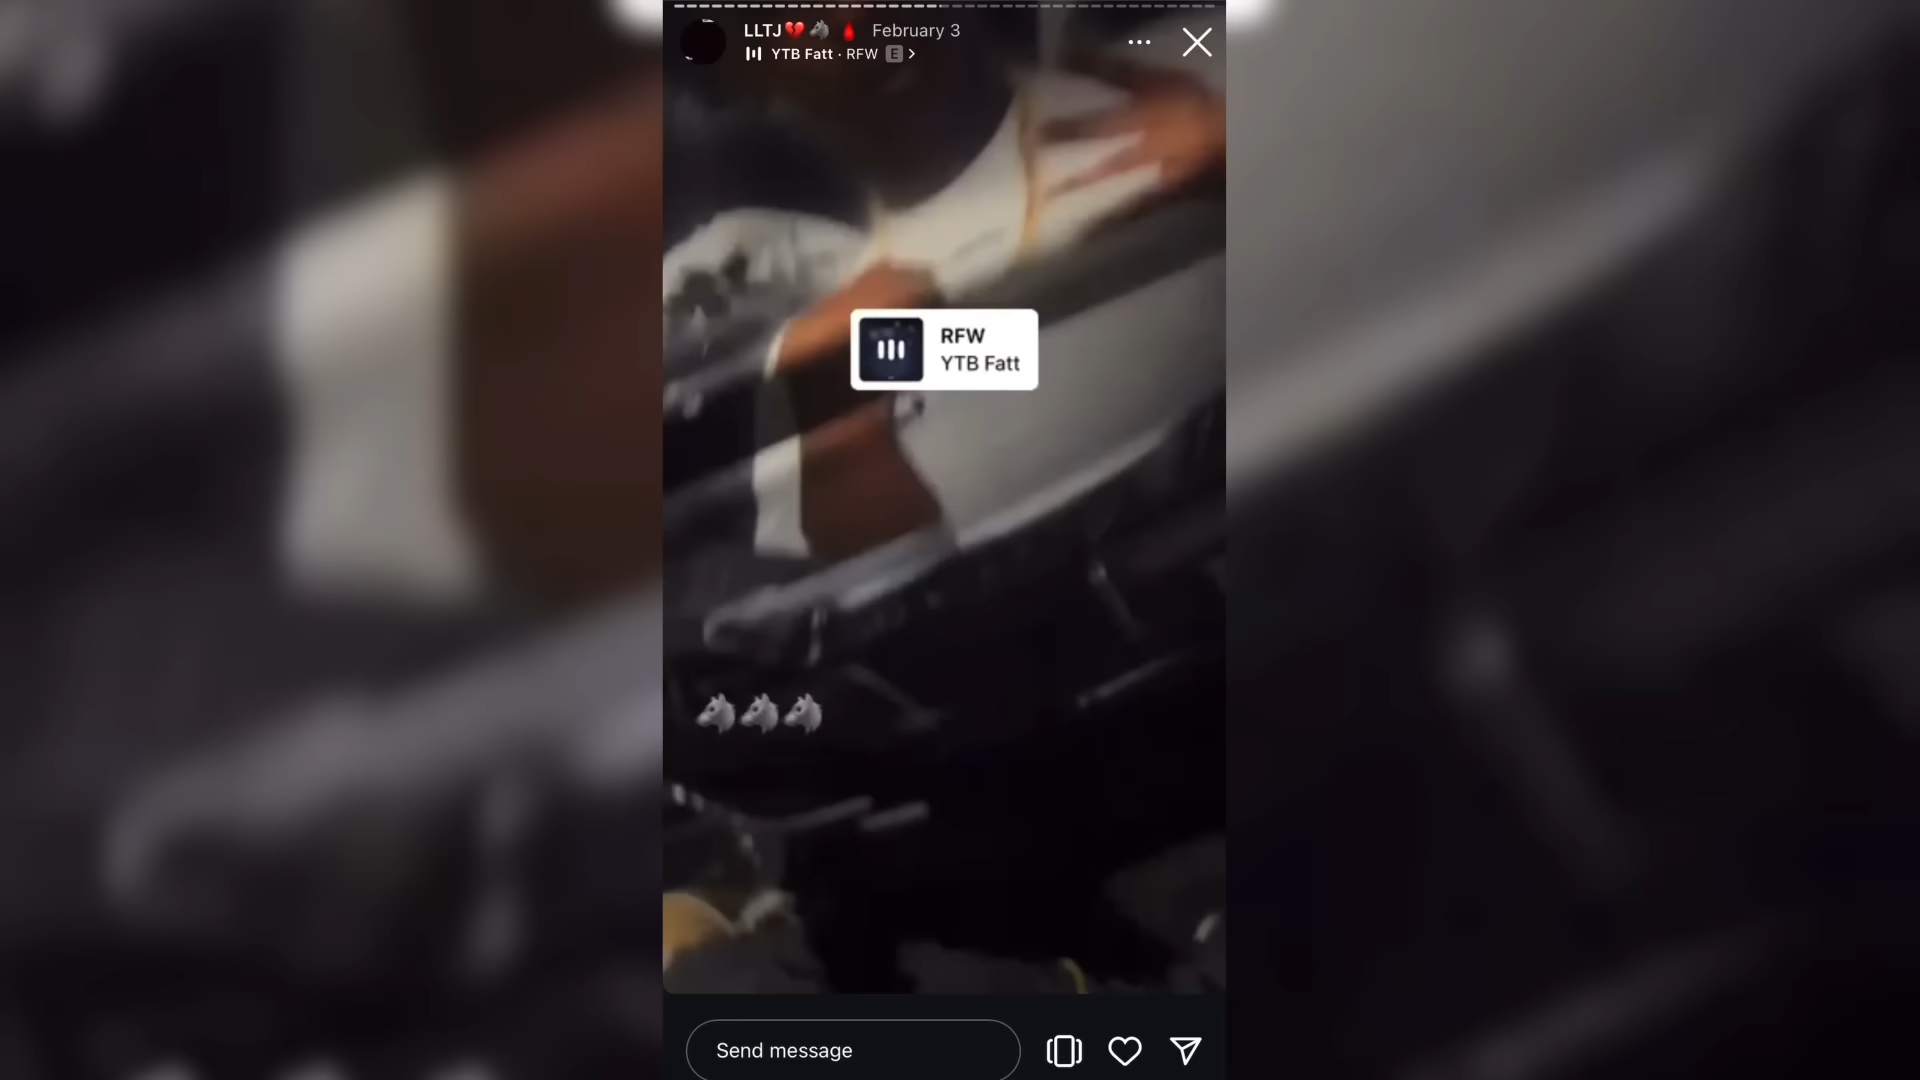 LLTJ💔🐴🩸 February 3
YTB Fatt · RFW E >
RFW
YTB Fatt
🐴🐴🐴
Send message